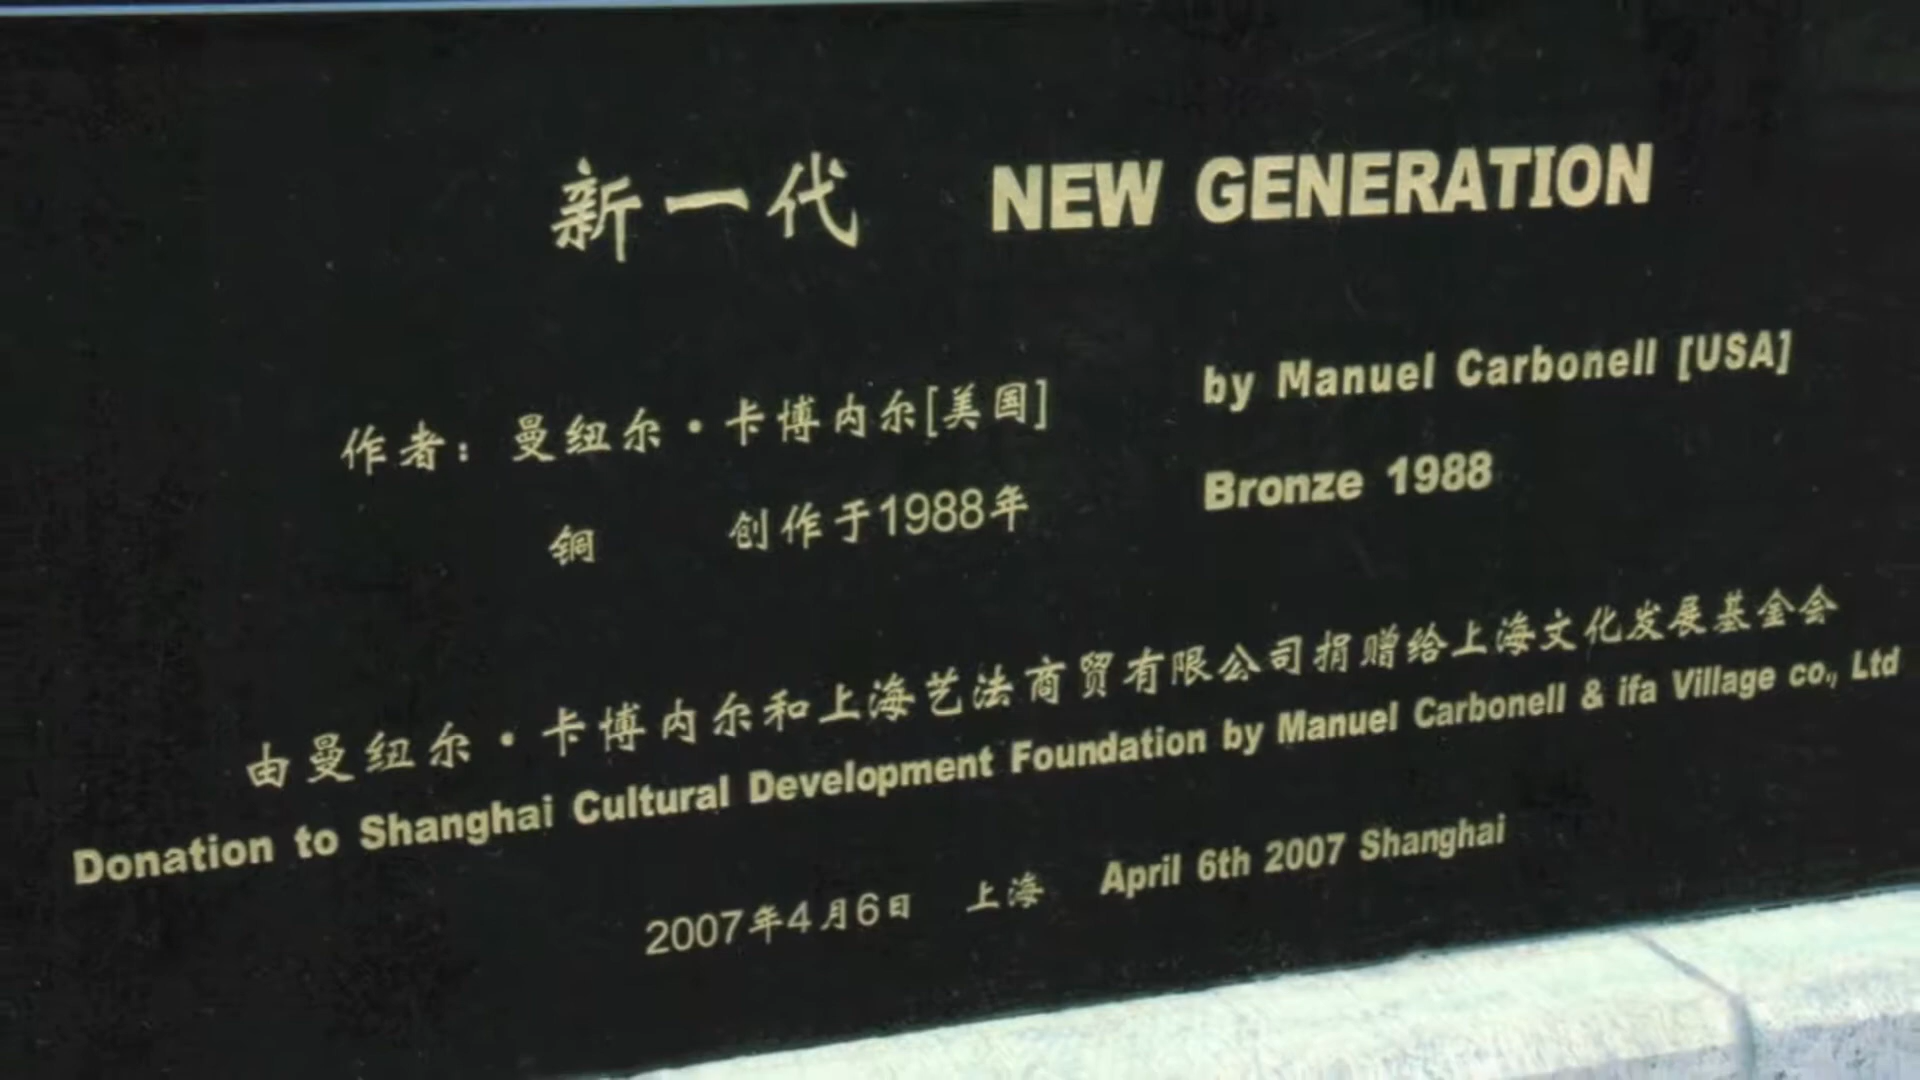 新一代 NEW GENERATION
作者：曼纽尔·卡博内尔[美国] by Manuel Carbonell [USA]
铜 创作于1988年 Bronze 1988
由曼纽尔·卡博内尔和上海艺法商贸有限公司捐赠给上海文化发展基金会
Donation to Shanghai Cultural Development Foundation by Manuel Carbonell & ifa Village co., Ltd
2007年4月6日 上海 April 6th 2007 Shanghai